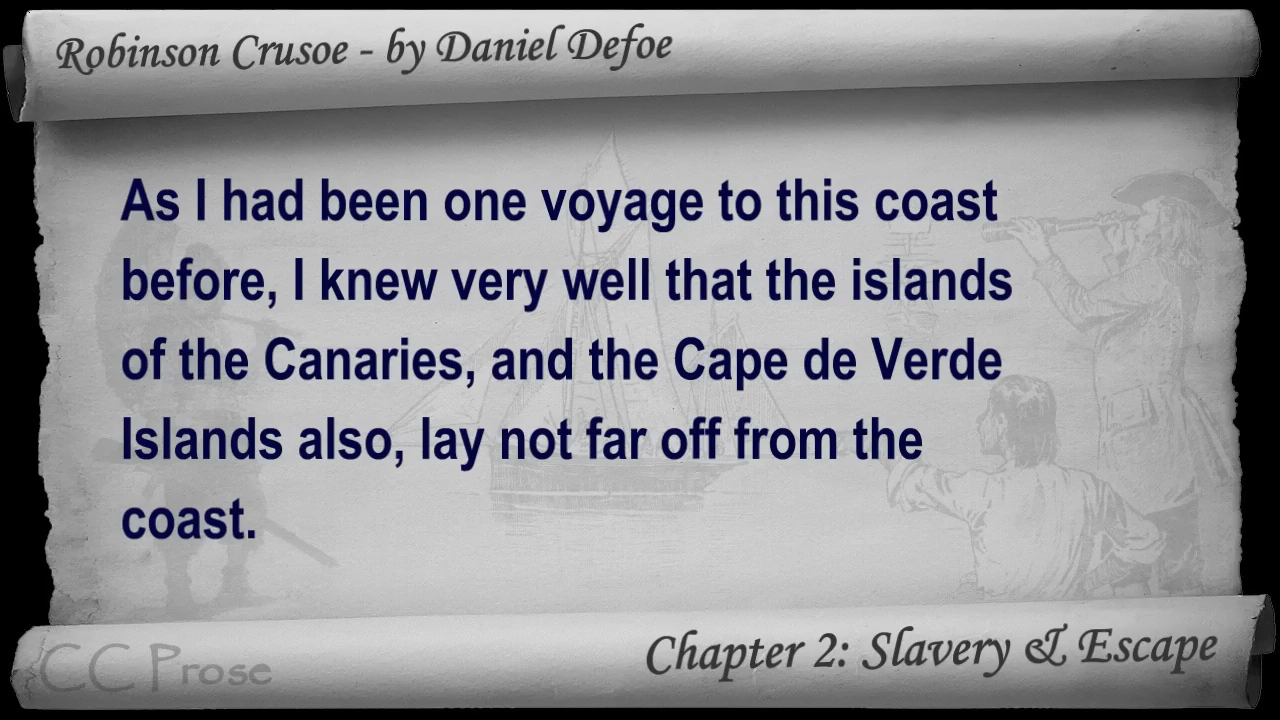 Robinson Crusoe - by Daniel Defoe
As I had been one voyage to this coast
before, I knew very well that the islands
of the Canaries, and the Cape de Verde
Islands also, lay not far off from the
coast.
Chapter 2: Slavery & Escape
CC Prose